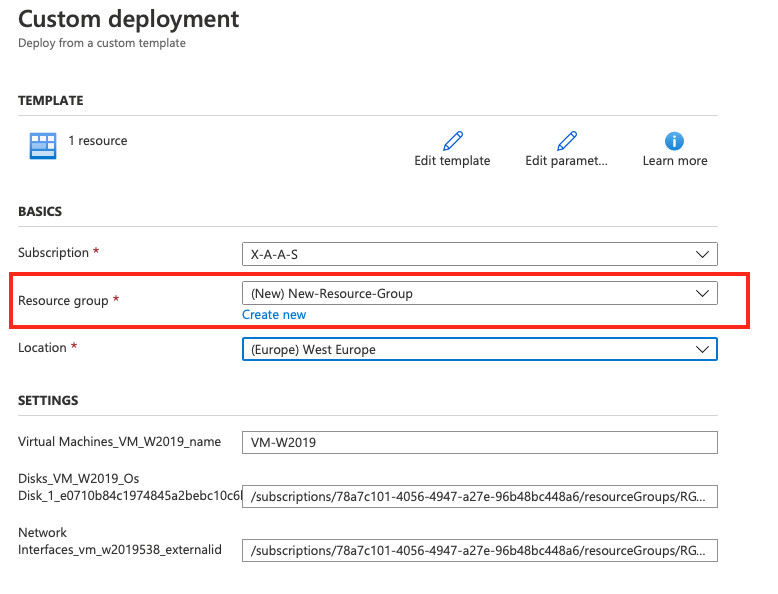 Custom deployment
Deploy from a custom template
TEMPLATE
1 resource
Edit template
Edit paramet...
Learn more
BASICS
Subscription *
X-A-A-S
Resource group *
(New) New-Resource-Group
Create new
Location *
(Europe) West Europe
SETTINGS
Virtual Machines_VM_W2019_name
VM-W2019
Disks_VM_W2019_Os
Disk_1_e0710b84c1974845a2bebc10c6
/subscriptions/78a7c101-4056-4947-a27e-96b48bc448a6/resourceGroups/RG...
Network
Interfaces_vm_w2019538_externalid
/subscriptions/78a7c101-4056-4947-a27e-96b48bc448a6/resourceGroups/RG...